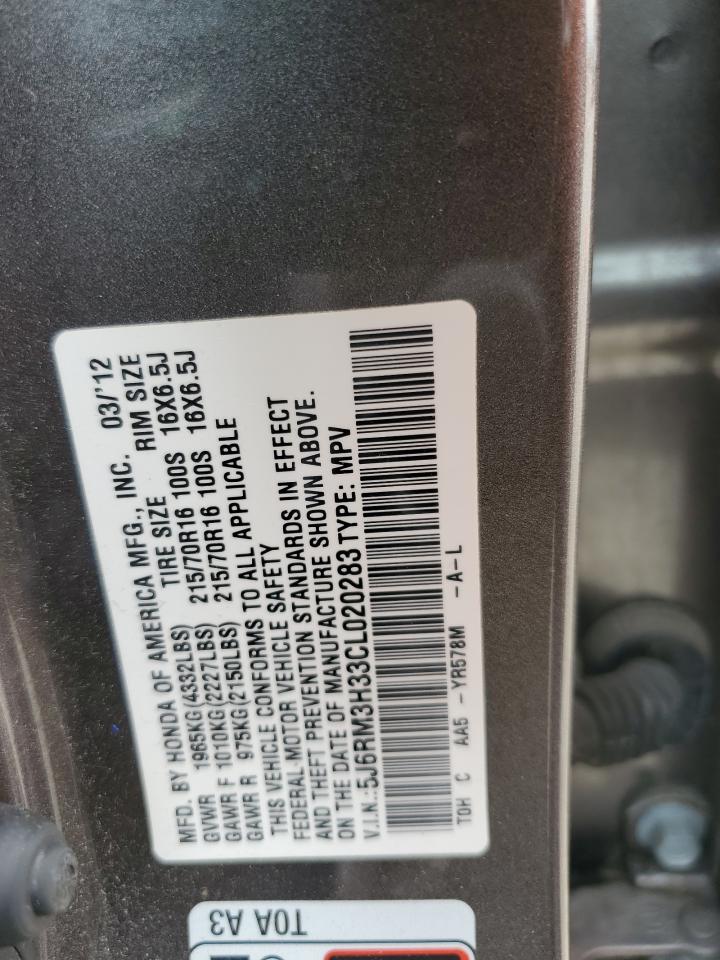 MFD. BY HONDA OF AMERICA MFG., INC. 03/'12
GVWR 1965KG(4332LBS) TIRE SIZE RIM SIZE
GAWR F 1010KG(2227LBS) 215/70R16 100S 16X6.5J
GAWR R 975KG(2150LBS) 215/70R16 100S 16X6.5J
THIS VEHICLE CONFORMS TO ALL APPLICABLE
FEDERAL-MOTOR VEHICLE SAFETY
AND THEFT PREVENTION STANDARDS IN EFFECT
ON THE DATE OF MANUFACTURE SHOWN ABOVE.
V.I.N.:5J6RM3H33CL020283 TYPE: MPV
TOH C AA5 -YR578M -A-L
T0A A3